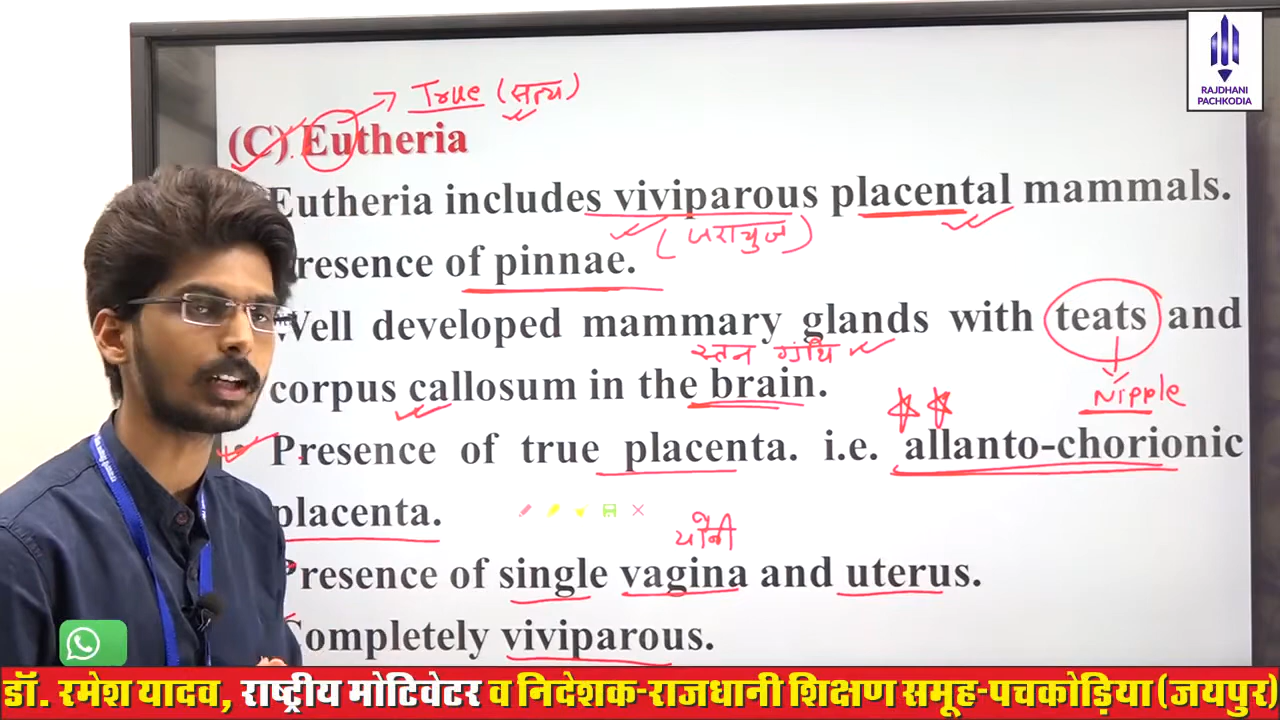 RAJDHANI
PACHKODIA
True (सत्य)
(C). Eutheria
Eutheria includes viviparous placental mammals.
(जरायुज)
resence of pinnae.
Well developed mammary glands with teats and
स्तन ग्रंथि
corpus callosum in the brain.
Nipple
Presence of true placenta. i.e. allanto-chorionic
placenta.
योनी
Presence of single vagina and uterus.
Completely viviparous.
डॉ. रमेश यादव, राष्ट्रीय मोटिवेटर व निदेशक-राजधानी शिक्षण समूह-पचकोड़िया (जयपुर)